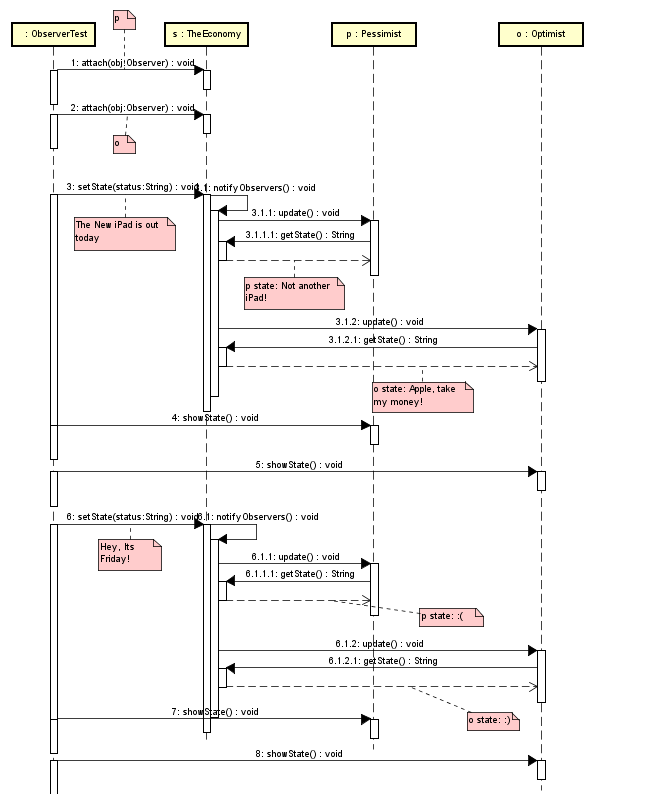 p
: ObserverTest
s : TheEconomy
p : Pessimist
o : Optimist
1: attach(obj:Observer) : void
2: attach(obj:Observer) : void
o
3: setState(status:String) : void
3.1: notifyObservers() : void
3.1.1: update() : void
The New iPad is out
today
3.1.1.1: getState() : String
p state: Not another
iPad!
3.1.2: update() : void
3.1.2.1: getState() : String
o state: Apple, take
my money!
4: showState() : void
5: showState() : void
6: setState(status:String) : void
6.1: notifyObservers() : void
Hey, Its
Friday!
6.1.1: update() : void
6.1.1.1: getState() : String
p state: :(
6.1.2: update() : void
6.1.2.1: getState() : String
7: showState() : void
o state: :)
8: showState() : void